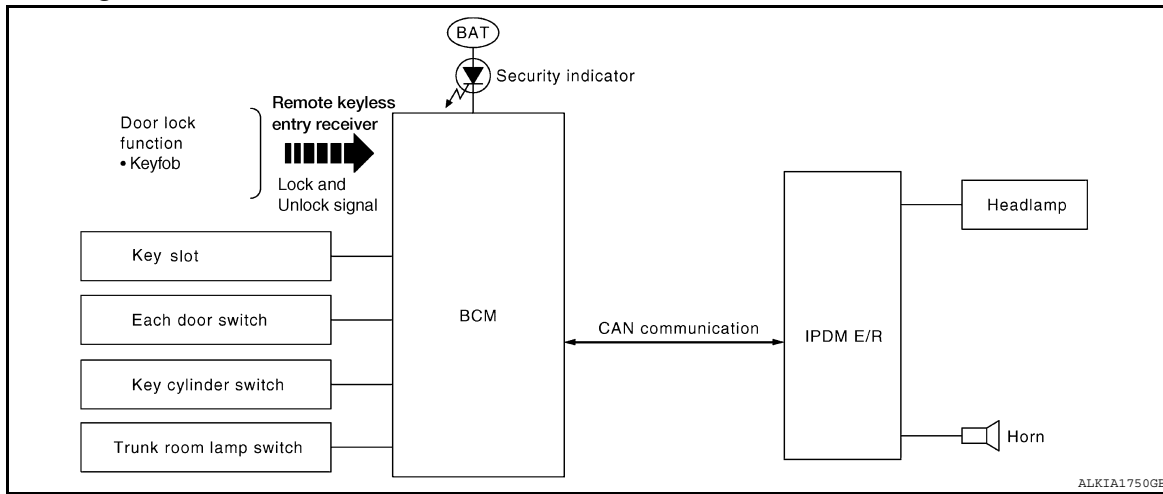 BAT
Security indicator
Remote keyless
entry receiver
Door lock
function
• Keyfob
Lock and
Unlock signal
Key slot
Each door switch
Key cylinder switch
Trunk room lamp switch
BCM
CAN communication
IPDM E/R
Headlamp
Horn